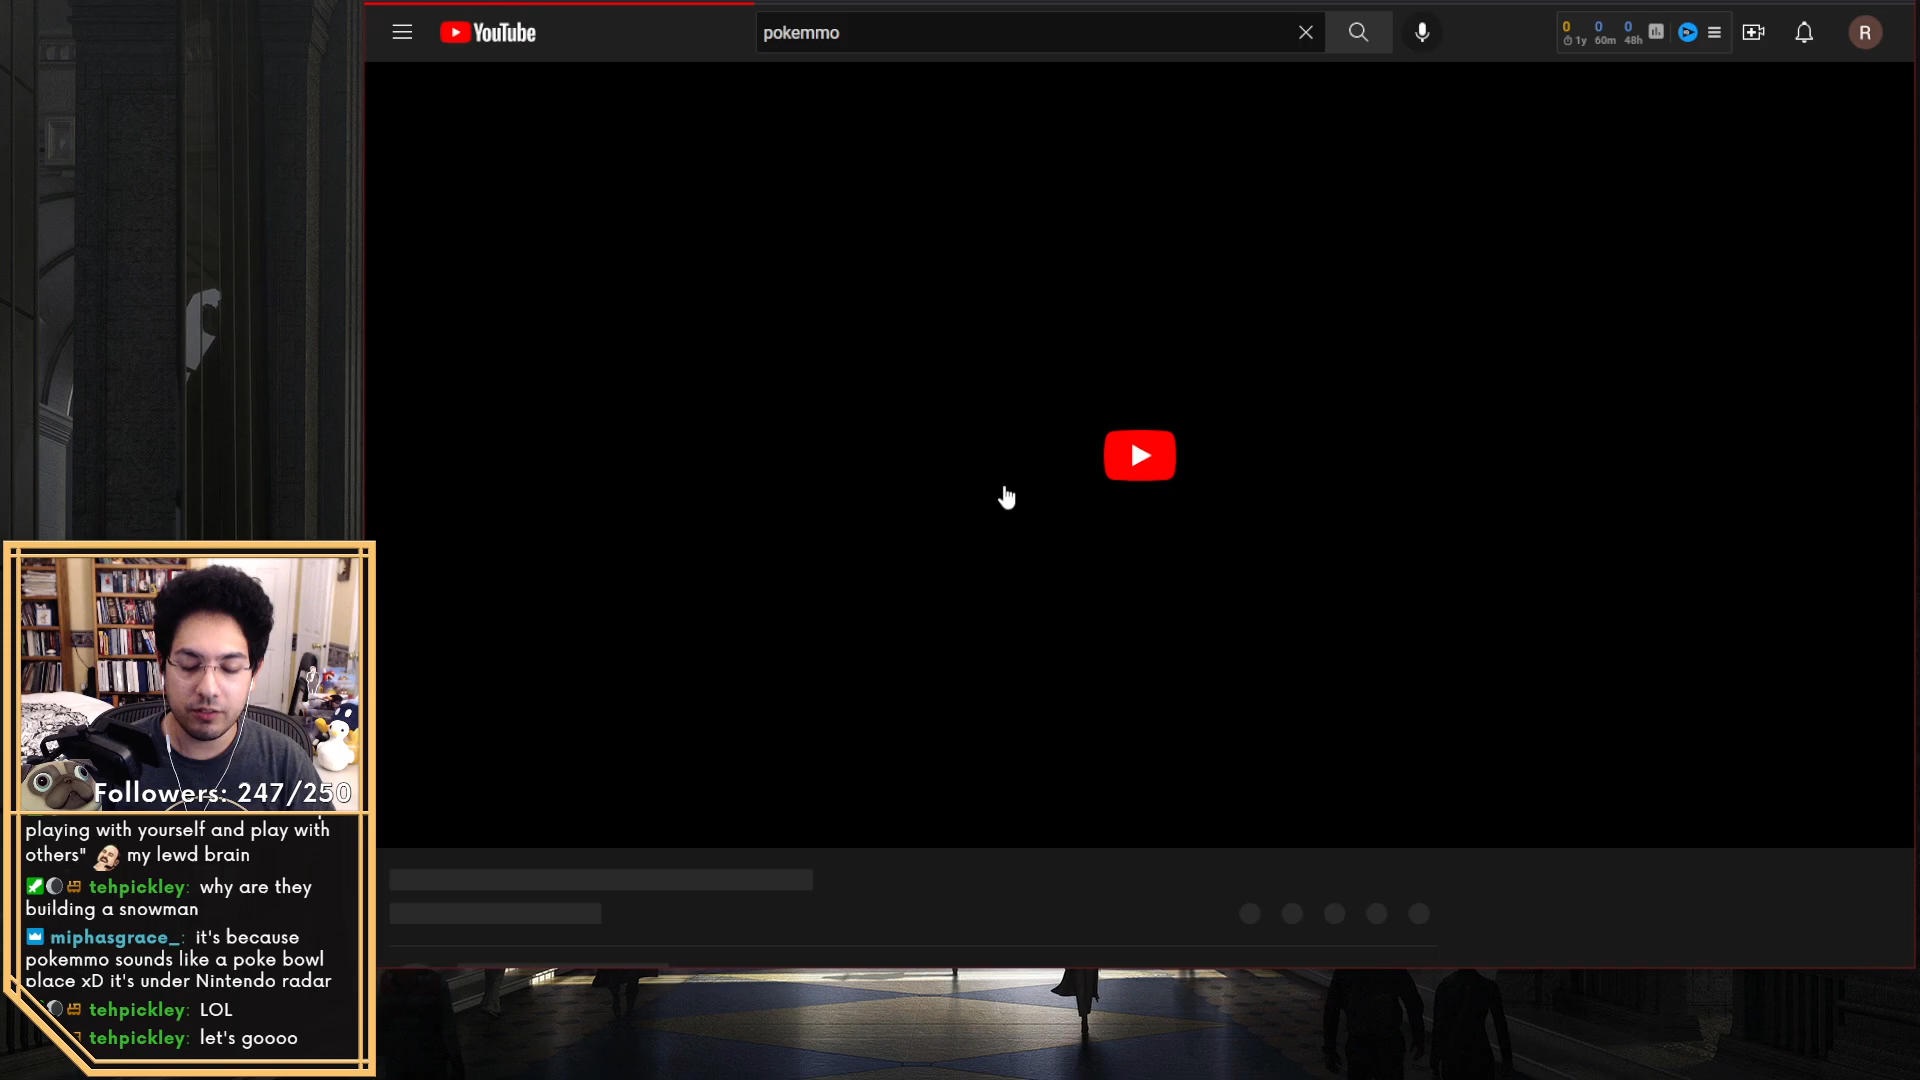 YouTube
pokemmo
0 0 0
1y 60m 48h
R
Followers: 247/250
playing with yourself and play with
others" my lewd brain
tehpickley: why are they
building a snowman
miphasgrace_: it's because
pokemmo sounds like a poke bowl
place xD it's under Nintendo radar
tehpickley: LOL
tehpickley: let's goooo